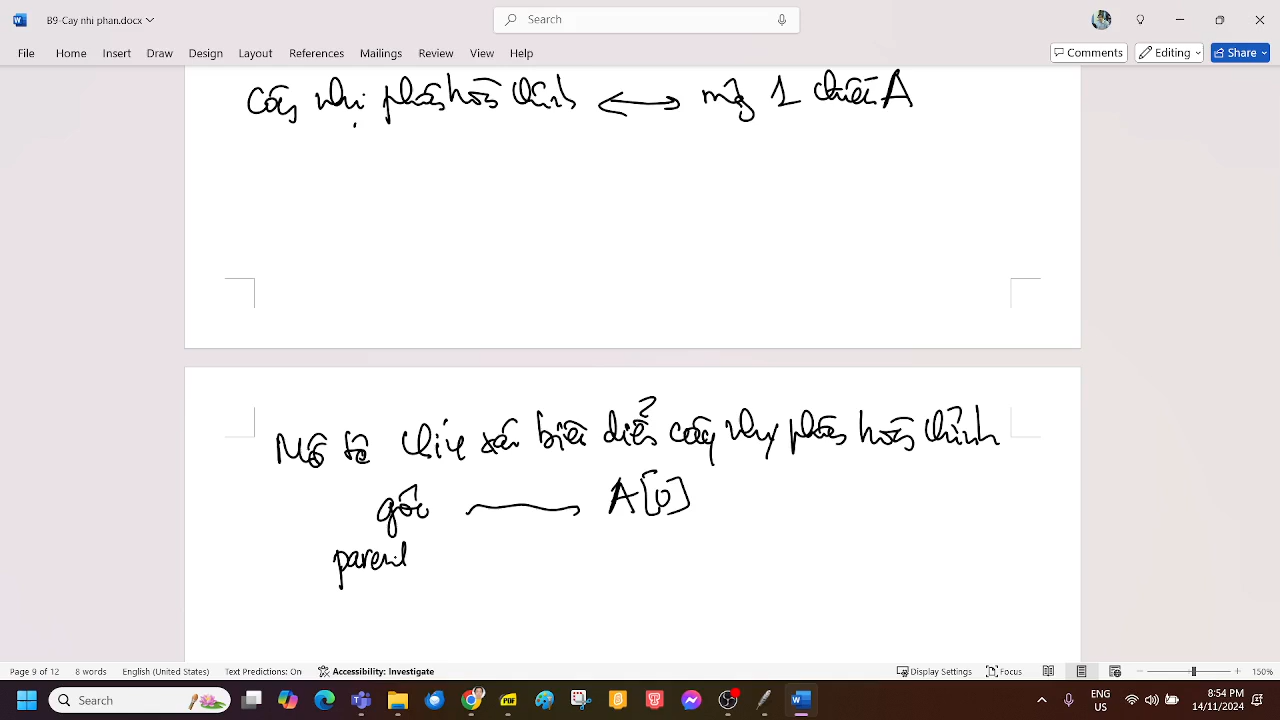 B9-Cay nhi phan.docx
Search
File Home Insert Draw Design Layout References Mailings Review View Help
Comments Editing Share
cây nhị phân hoàn chỉnh ⟷ mảng 1 chiều A
Mô tả chính xác biểu diễn cây nhị phân hoàn chỉnh
gốc — A[0]
parent
Page 9 of 12 8 words English (United States) Text Predictions: On Accessibility: Investigate Display Settings Focus 150%
Search ENG US 8:54 PM 14/11/2024